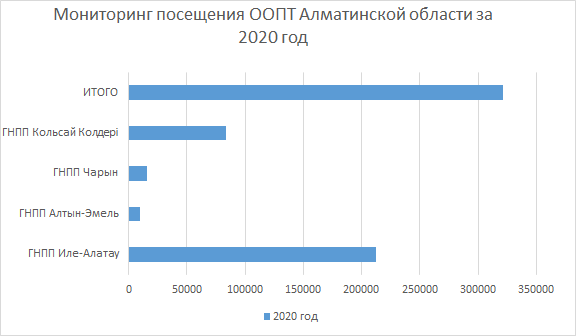 Мониторинг посещения ООПТ Алматинской области за
2020 год
ИТОГО
ГНПП Кольсай Колдері
ГНПП Чарын
ГНПП Алтын-Эмель
ГНПП Иле-Алатау
0 50000 100000 150000 200000 250000 300000 350000
2020 год